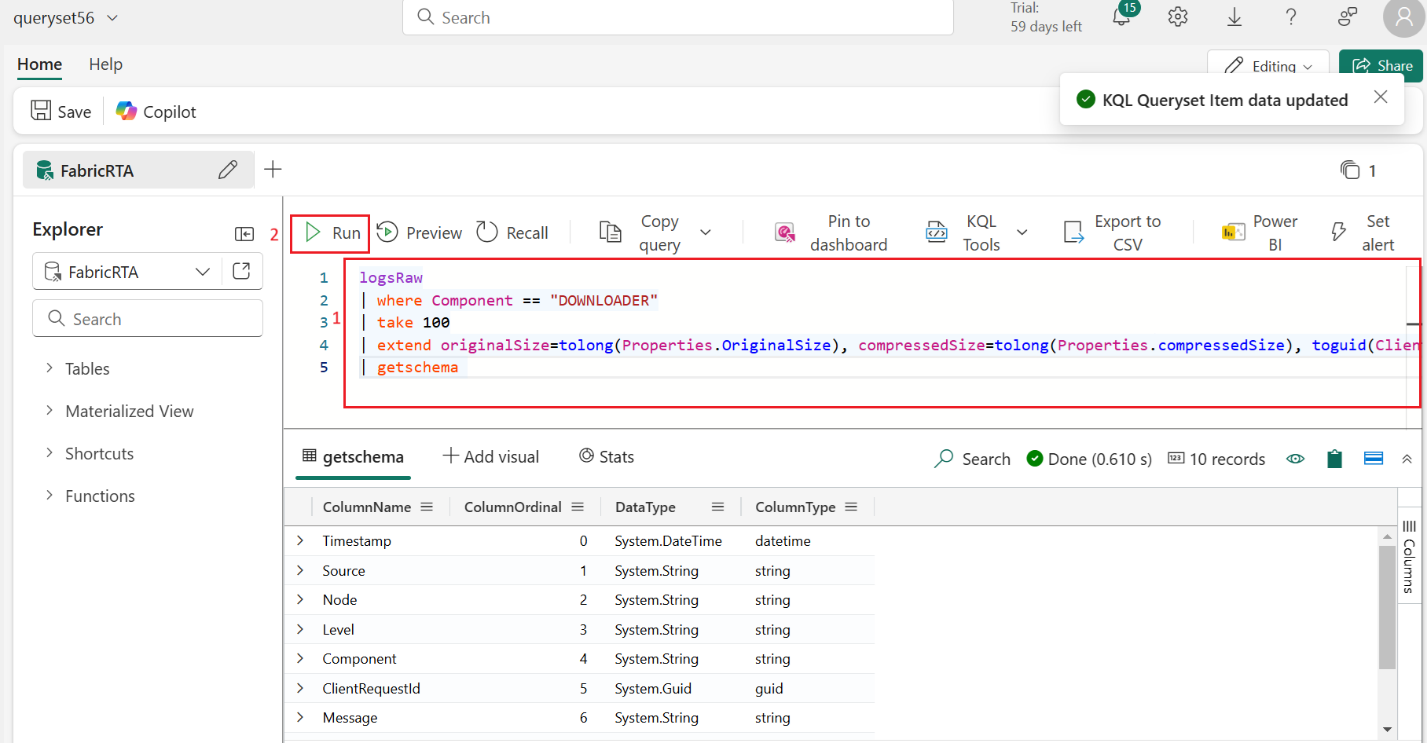 queryset56
Search
Trial:
59 days left
15
Home
Help
Editing
Share
Save
Copilot
KQL Queryset Item data updated
FabricRTA
1
Explorer
2
Run
Preview
Recall
Copy
query
Pin to
dashboard
KQL
Tools
Export to
CSV
Power
BI
Set
alert
FabricRTA
Search
Tables
Materialized View
Shortcuts
Functions
1
1 logsRaw
2 | where Component == "DOWNLOADER"
3 | take 100
4 | extend originalSize=tolong(Properties.OriginalSize), compressedSize=tolong(Properties.compressedSize), toguid(Clien
5 | getschema
getschema
Add visual
Stats
Search
Done (0.610 s)
123
10 records
ColumnName ColumnOrdinal DataType ColumnType
Timestamp 0 System.DateTime datetime
Source 1 System.String string
Node 2 System.String string
Level 3 System.String string
Component 4 System.String string
ClientRequestId 5 System.Guid guid
Message 6 System.String string
Columns